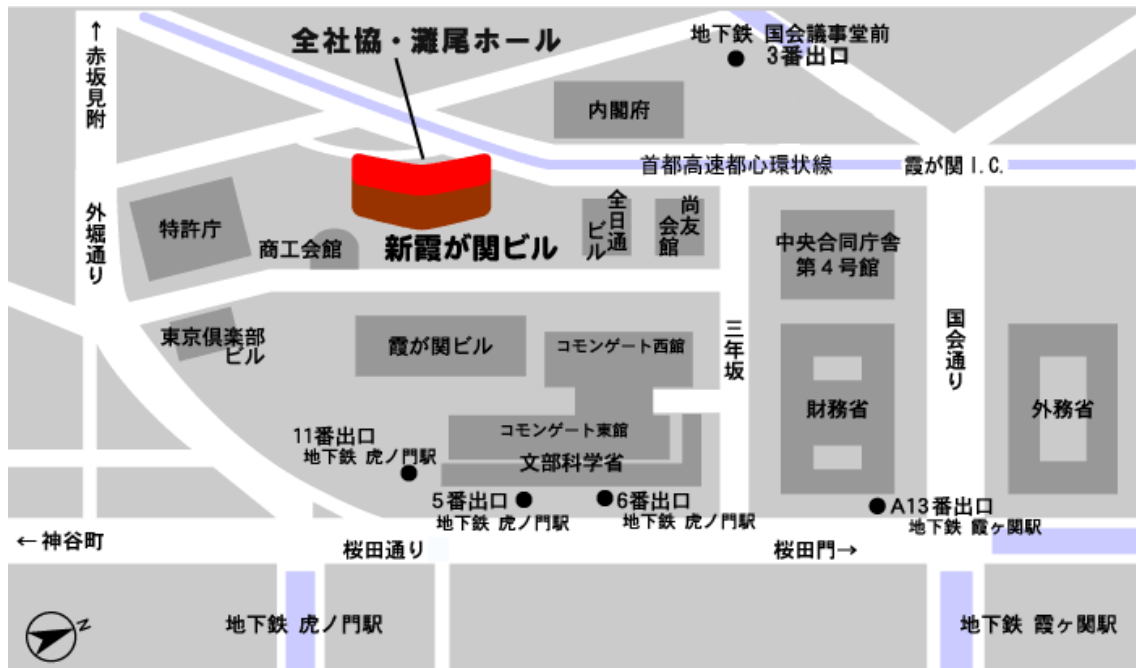 全社協・灘尾ホール
地下鉄 国会議事堂前
3番出口
↑赤坂見附
内閣府
首都高速都心環状線
霞が関 I.C.
外堀通り
特許庁
商工会館
新霞が関ビル
全日通
ビル
尚友
会館
中央合同庁舎
第4号館
東京倶楽部
ビル
霞が関ビル
コモンゲート西館
三年坂
国会通り
財務省
外務省
コモンゲート東館
文部科学省
11番出口
地下鉄 虎ノ門駅
5番出口
地下鉄 虎ノ門駅
6番出口
地下鉄 虎ノ門駅
A13番出口
地下鉄 霞ヶ関駅
←神谷町
桜田通り
桜田門→
地下鉄 虎ノ門駅
地下鉄 霞ヶ関駅
N